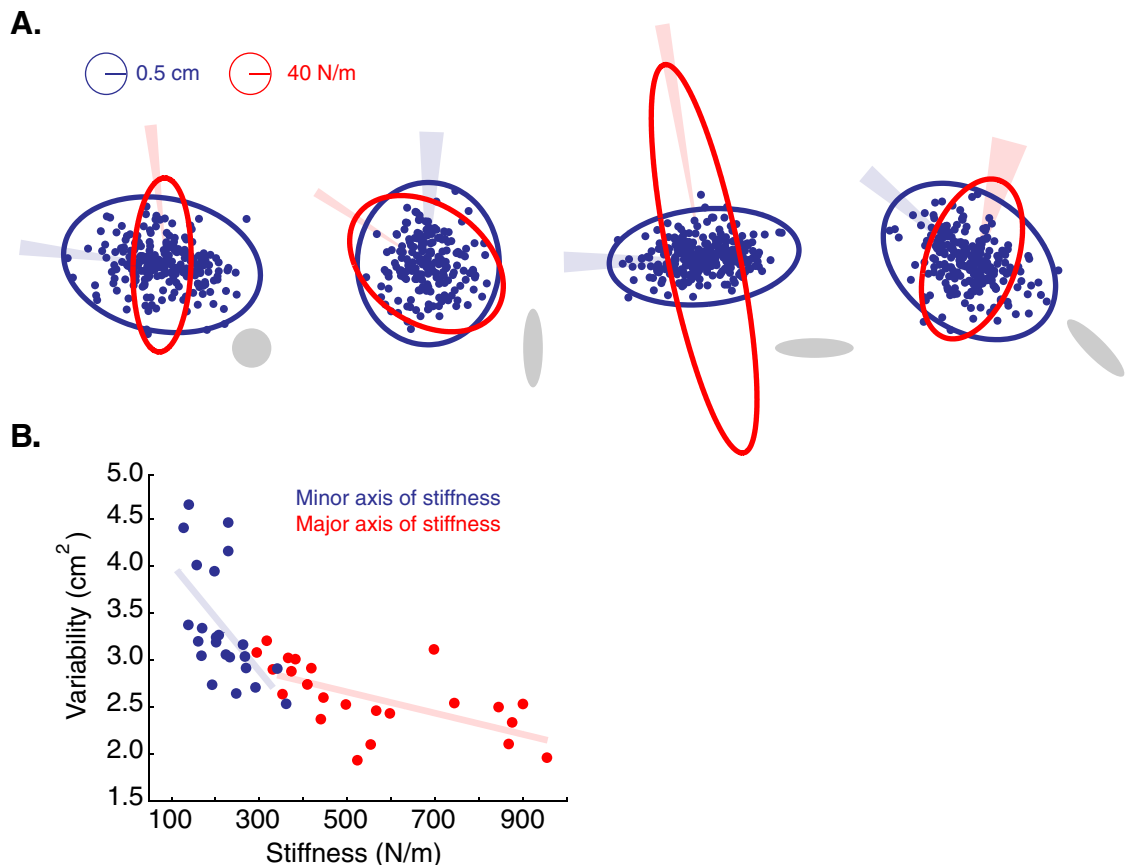 A.
0.5 cm
40 N/m
B.
5.0
4.5
4.0
3.5
3.0
2.5
2.0
1.5
Variability (cm²)
Minor axis of stiffness
Major axis of stiffness
100 300 500 700 900
Stiffness (N/m)